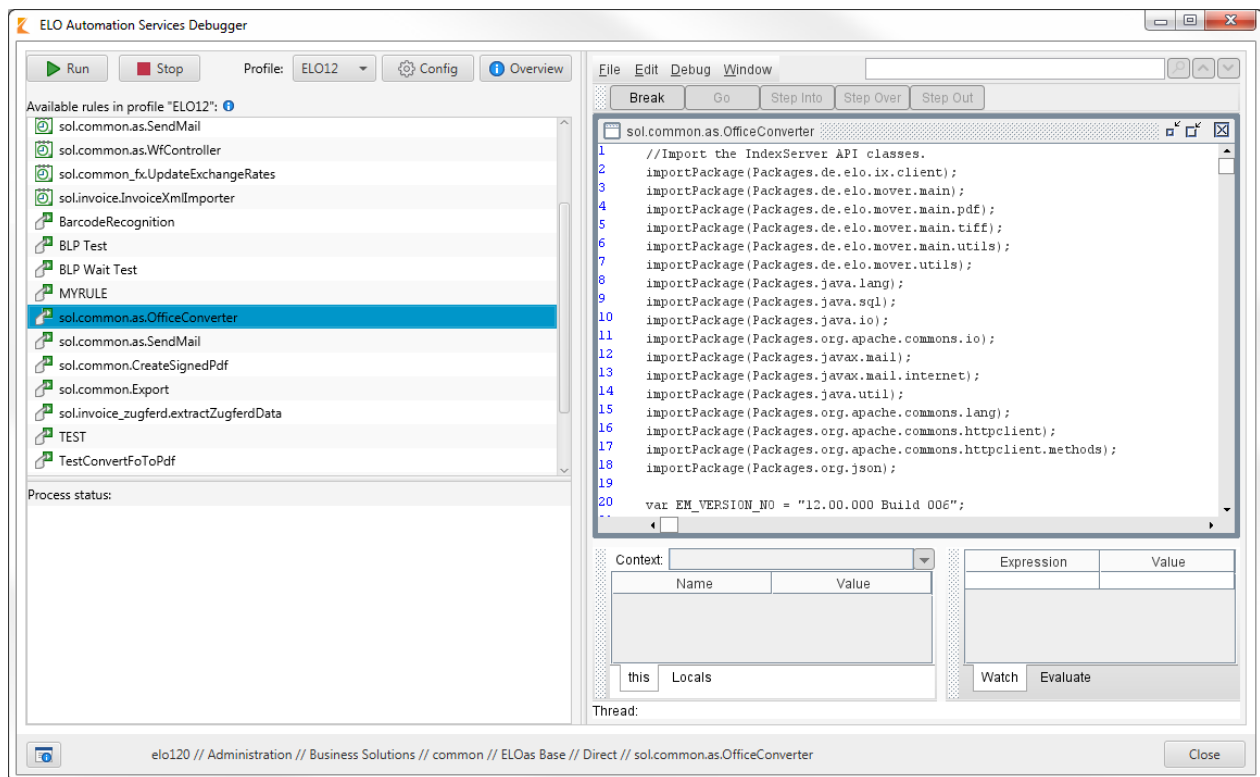 ELO Automation Services Debugger
Run Stop Profile: ELO12 Config Overview
Available rules in profile "ELO12":
sol.common.as.SendMail
sol.common.as.WfController
sol.common_fx.UpdateExchangeRates
sol.invoice.InvoiceXmlImporter
BarcodeRecognition
BLP Test
BLP Wait Test
MYRULE
sol.common.as.OfficeConverter
sol.common.as.SendMail
sol.common.CreateSignedPdf
sol.common.Export
sol.invoice_zugferd.extractZugferdData
TEST
TestConvertFoToPdf
Process status:
File Edit Debug Window
Break Go Step Into Step Over Step Out
sol.common.as.OfficeConverter
1 //Import the IndexServer API classes.
2 importPackage(Packages.de.elo.ix.client);
3 importPackage(Packages.de.elo.mover.main);
4 importPackage(Packages.de.elo.mover.main.pdf);
5 importPackage(Packages.de.elo.mover.main.tiff);
6 importPackage(Packages.de.elo.mover.main.utils);
7 importPackage(Packages.de.elo.mover.utils);
8 importPackage(Packages.java.lang);
9 importPackage(Packages.java.sql);
10 importPackage(Packages.java.io);
11 importPackage(Packages.org.apache.commons.io);
12 importPackage(Packages.javax.mail);
13 importPackage(Packages.javax.mail.internet);
14 importPackage(Packages.java.util);
15 importPackage(Packages.org.apache.commons.lang);
16 importPackage(Packages.org.apache.commons.httpclient);
17 importPackage(Packages.org.apache.commons.httpclient.methods);
18 importPackage(Packages.org.json);
19
20 var EM_VERSION_NO = "12.00.000 Build 006";
Context:
Name Value
this Locals
Expression Value
Watch Evaluate
Thread:
elo120 // Administration // Business Solutions // common // ELOas Base // Direct // sol.common.as.OfficeConverter
Close